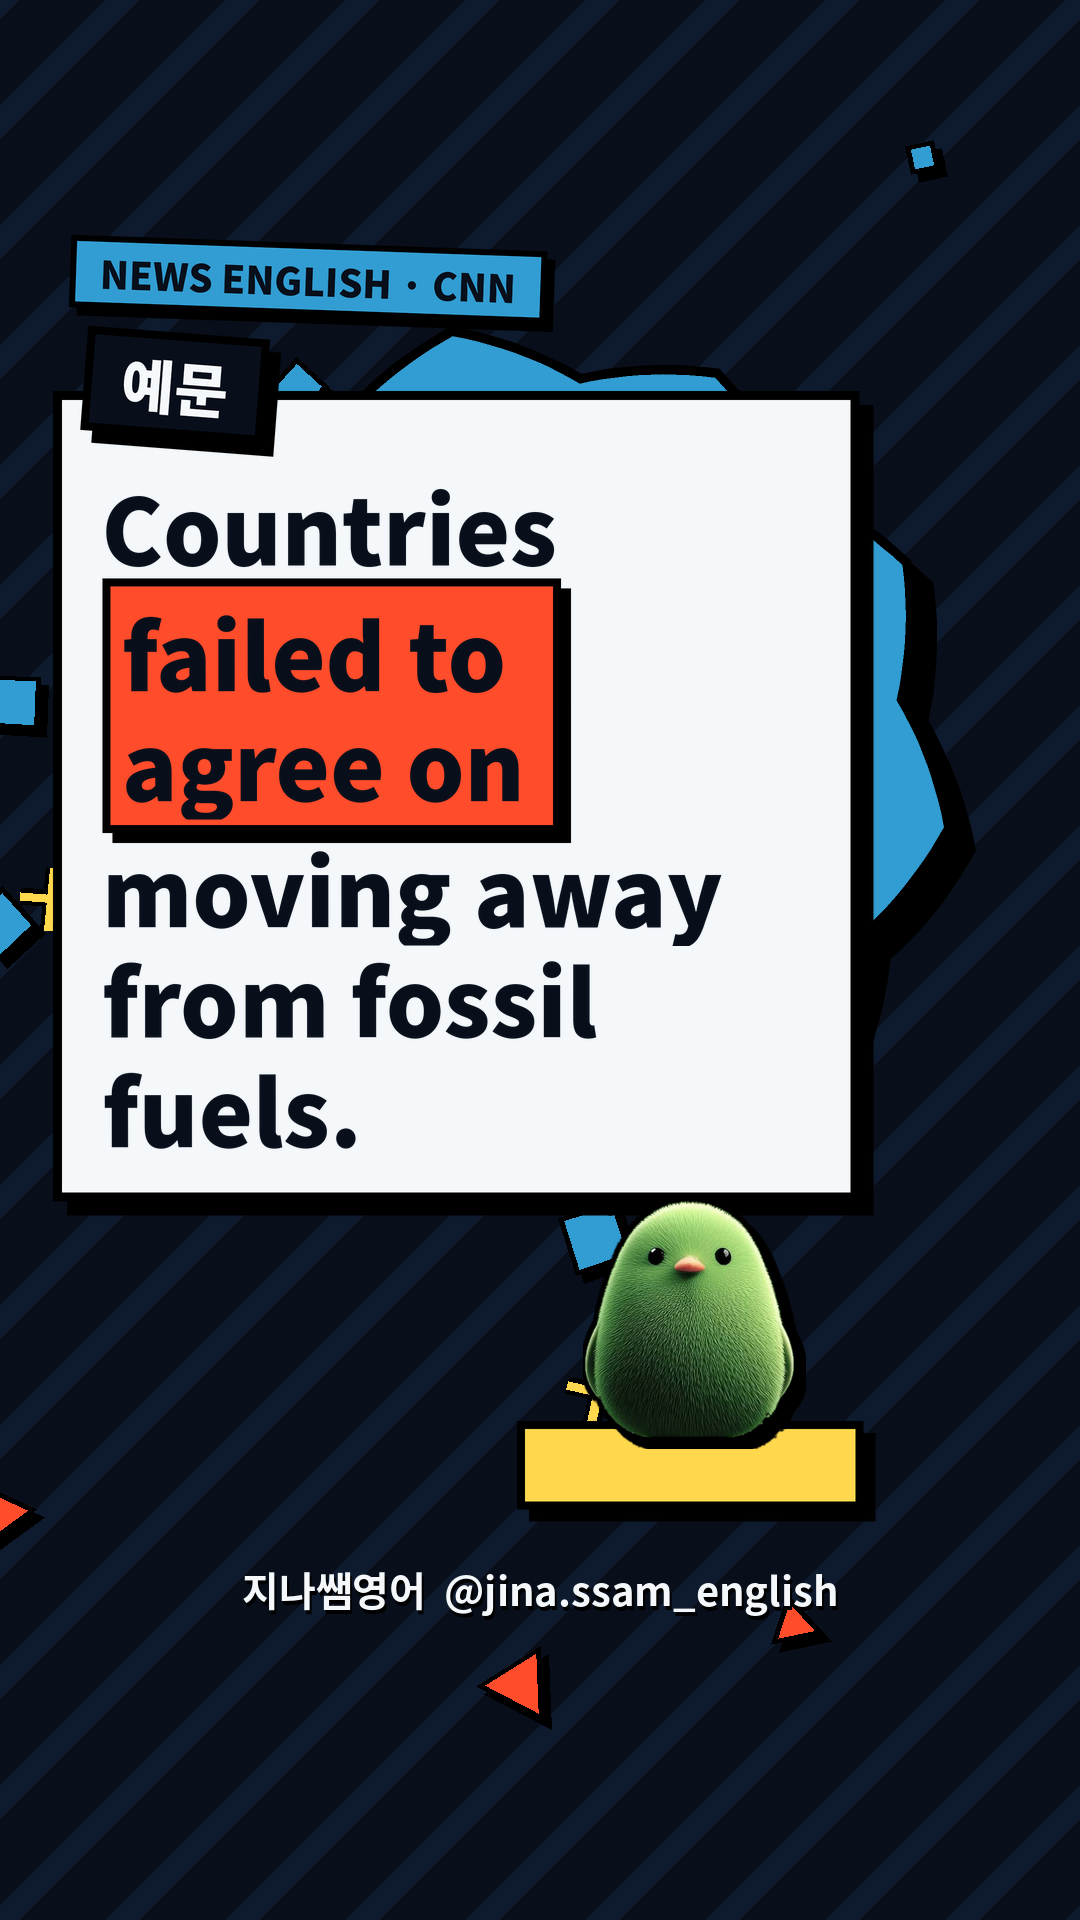 NEWS ENGLISH · CNN
예문
Countries
failed to
agree on
moving away
from fossil
fuels.
지나쌤영어 @jina.ssam_english